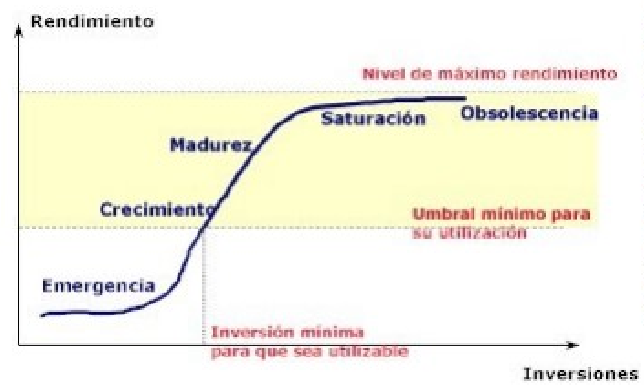 Rendimiento
Nivel de máximo rendimiento
Saturación
Obsolescencia
Madurez
Crecimiento
Umbral mínimo para
su utilización
Emergencia
Inversión mínima
para que sea utilizable
Inversiones